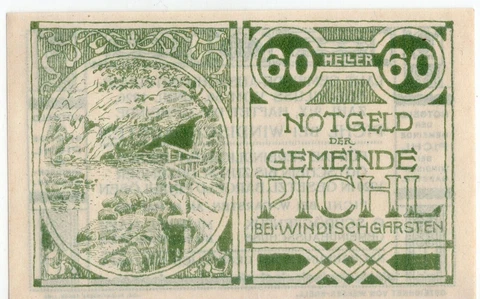 60 HELLER 60
NOTGELD
DER
GEMEINDE
PICHL
BEI WINDISCHGARSTEN